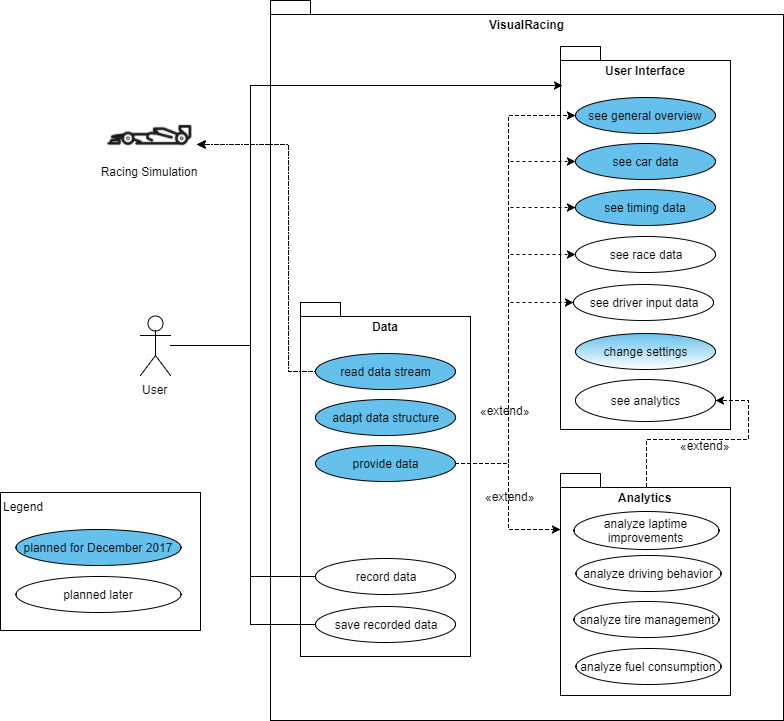 VisualRacing
User Interface
see general overview
see car data
see timing data
see race data
see driver input data
change settings
see analytics
Racing Simulation
User
Data
read data stream
adapt data structure
provide data
record data
save recorded data
«extend»
«extend»
«extend»
Analytics
analyze laptime
improvements
analyze driving behavior
analyze tire management
analyze fuel consumption
Legend
planned for December 2017
planned later